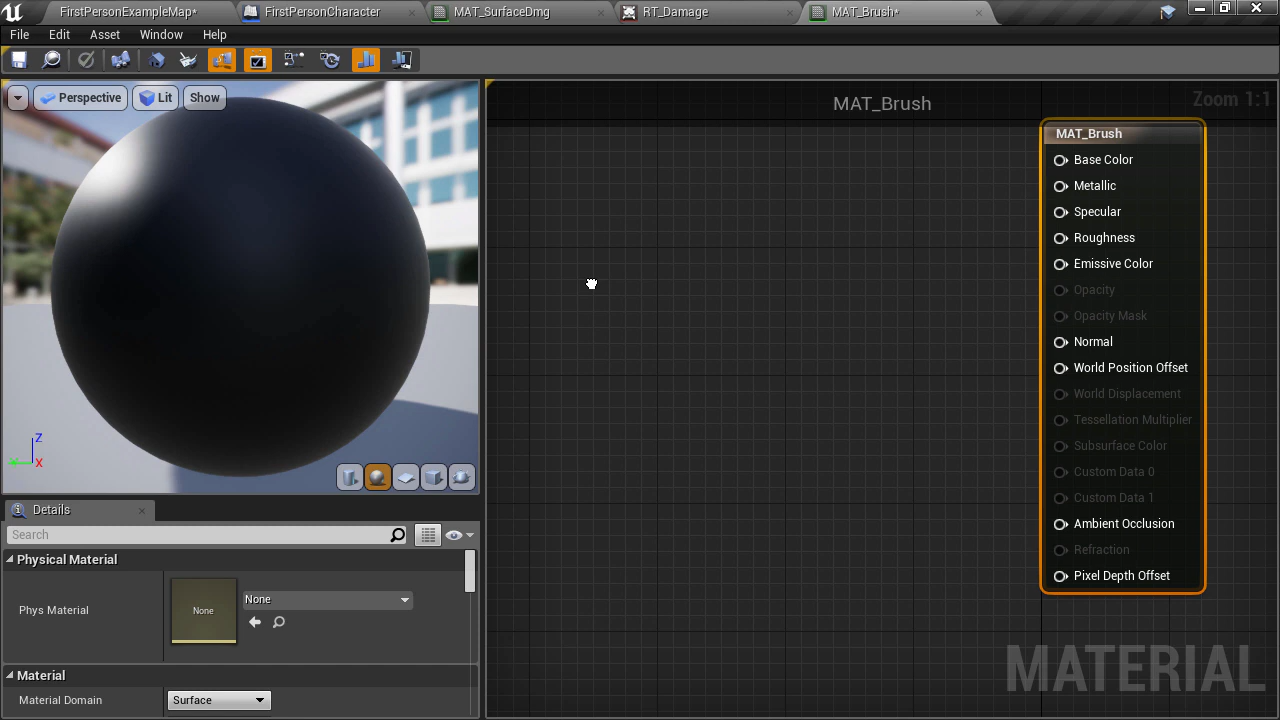 FirstPersonExampleMap*
FirstPersonCharacter
MAT_SurfaceDmg
RT_Damage
MAT_Brush*
File
Edit
Asset
Window
Help
Perspective
Lit
Show
MAT_Brush
Zoom 1:1
MAT_Brush
Base Color
Metallic
Specular
Roughness
Emissive Color
Opacity
Opacity Mask
Normal
World Position Offset
World Displacement
Tessellation Multiplier
Subsurface Color
Custom Data 0
Custom Data 1
Ambient Occlusion
Refraction
Pixel Depth Offset
MATERIAL
Z
X
Details
Search
Physical Material
Phys Material
None
None
Material
Material Domain
Surface